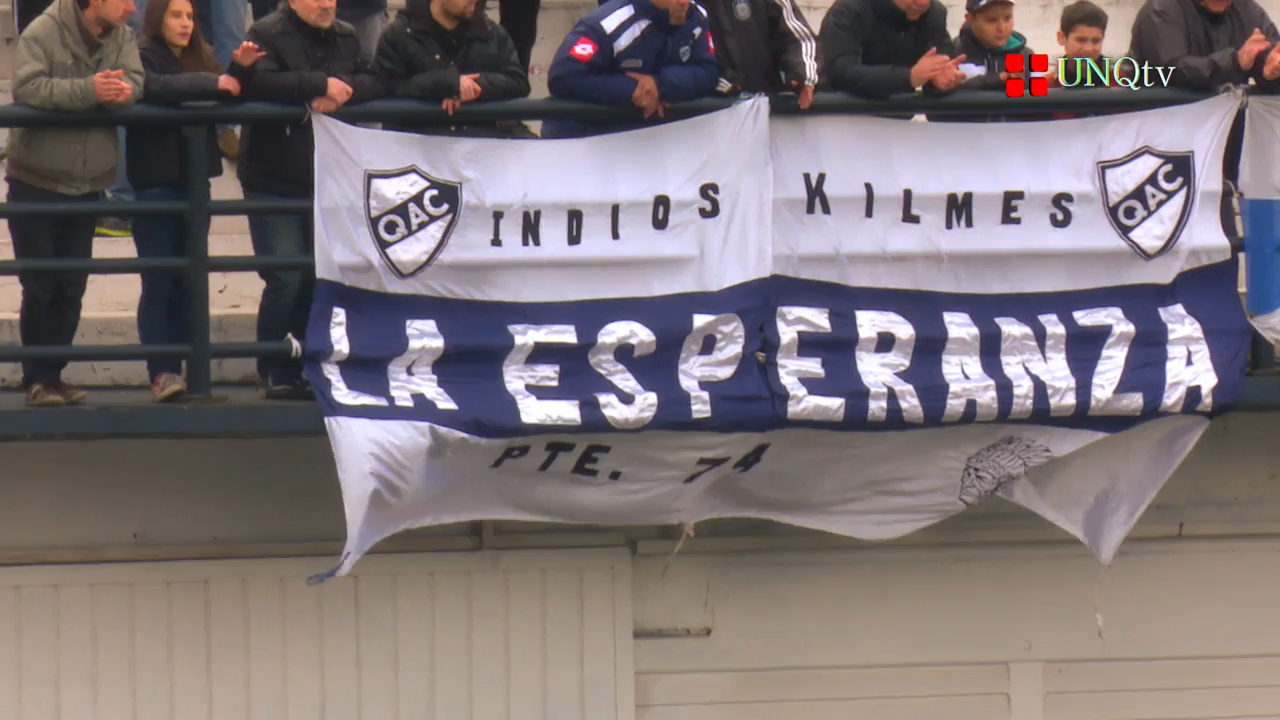 UNQtv
INDIOS KILMES
QAC QAC
LA ESPERANZA
PTE. 74